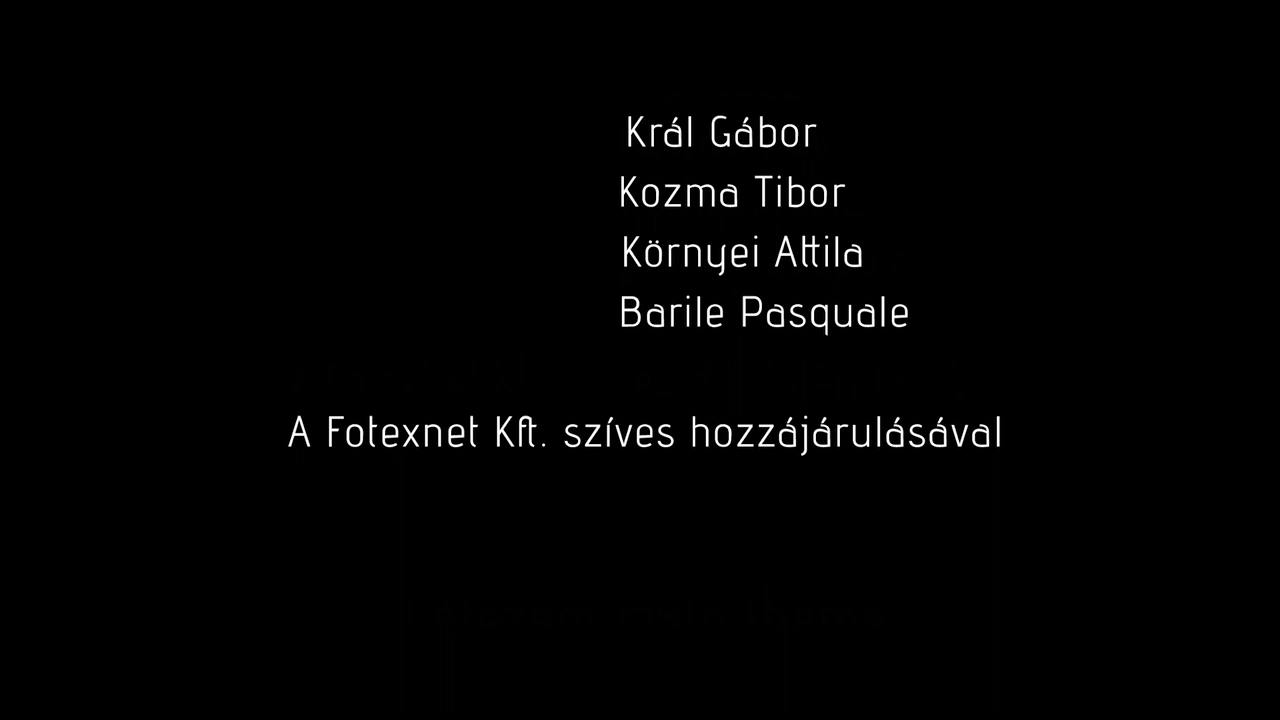 Král Gábor
Kozma Tibor
Környei Attila
Barile Pasquale
A Fotexnet Kft. szíves hozzájárulásával